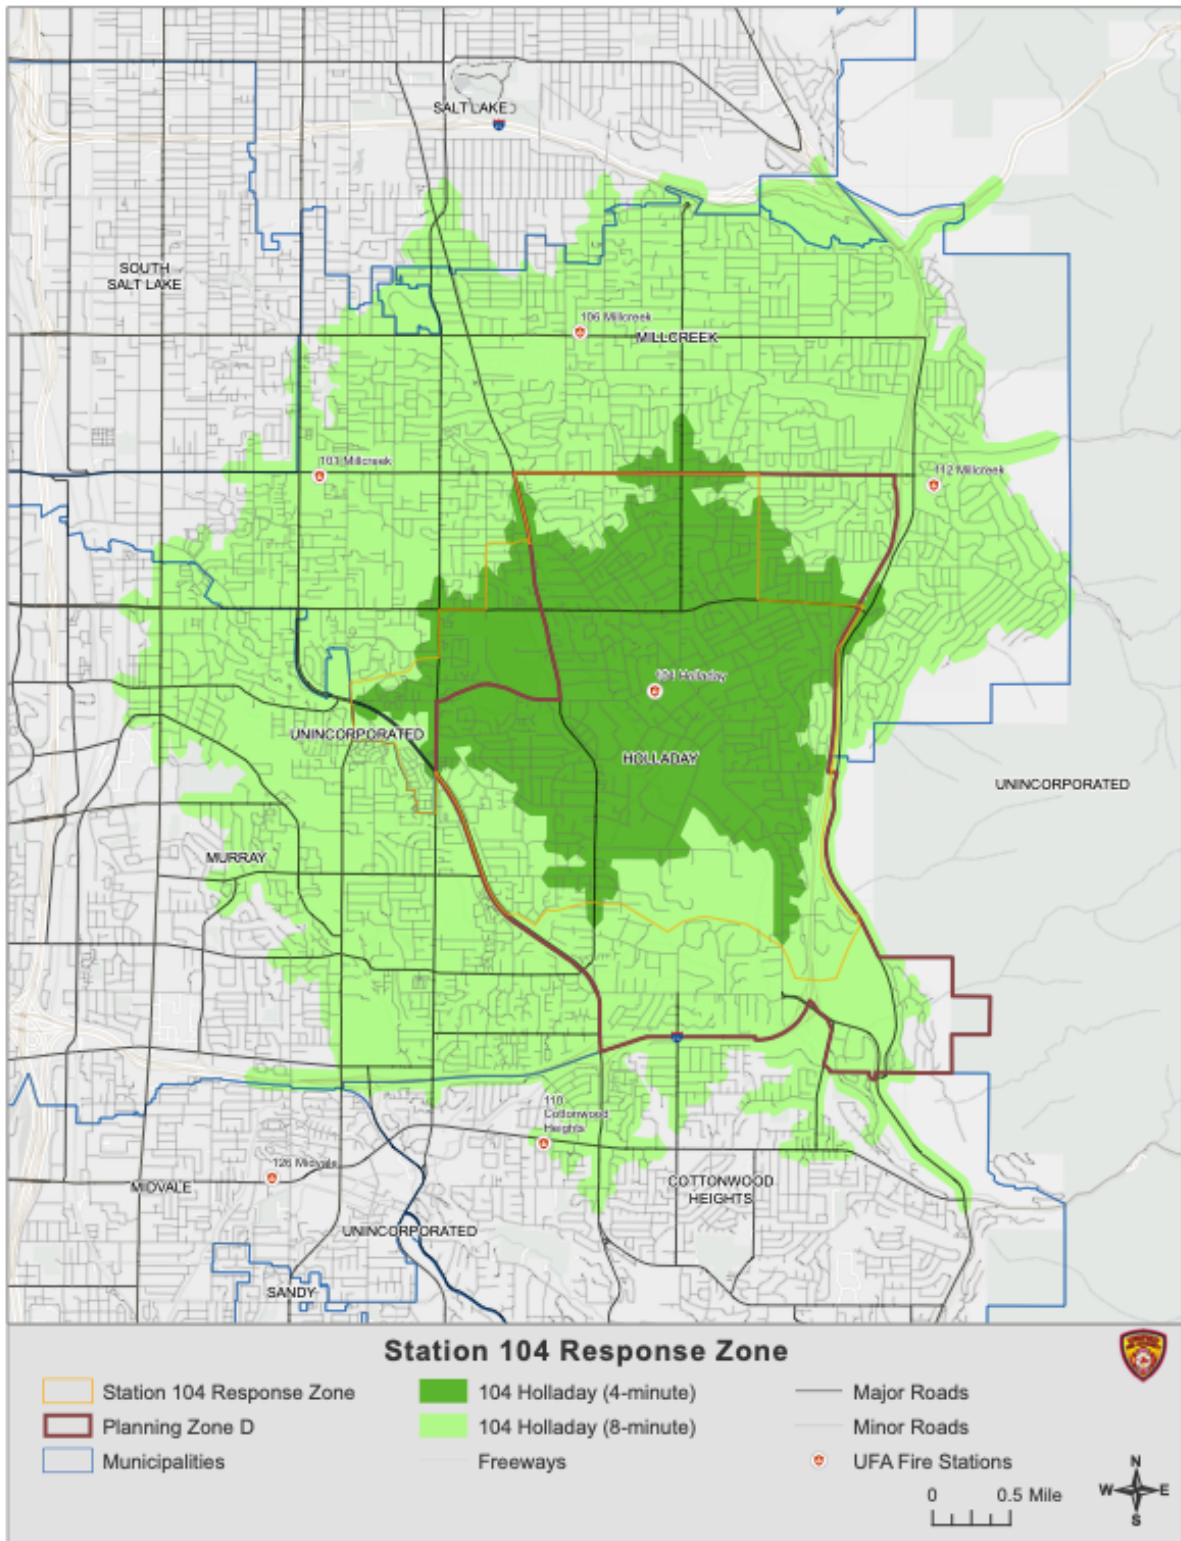 SALT LAKE
SOUTH
SALT LAKE
106 Millcreek
MILLCREEK
103 Millcreek
112 Millcreek
104 Holladay
UNINCORPORATED
HOLLADAY
UNINCORPORATED
MURRAY
110
Cottonwood
Heights
126 Midvale
MIDVALE
COTTONWOOD
HEIGHTS
UNINCORPORATED
SANDY
Station 104 Response Zone
Station 104 Response Zone
104 Holladay (4-minute)
Major Roads
Planning Zone D
104 Holladay (8-minute)
Minor Roads
Municipalities
Freeways
UFA Fire Stations
0 0.5 Mile
N
W E
S